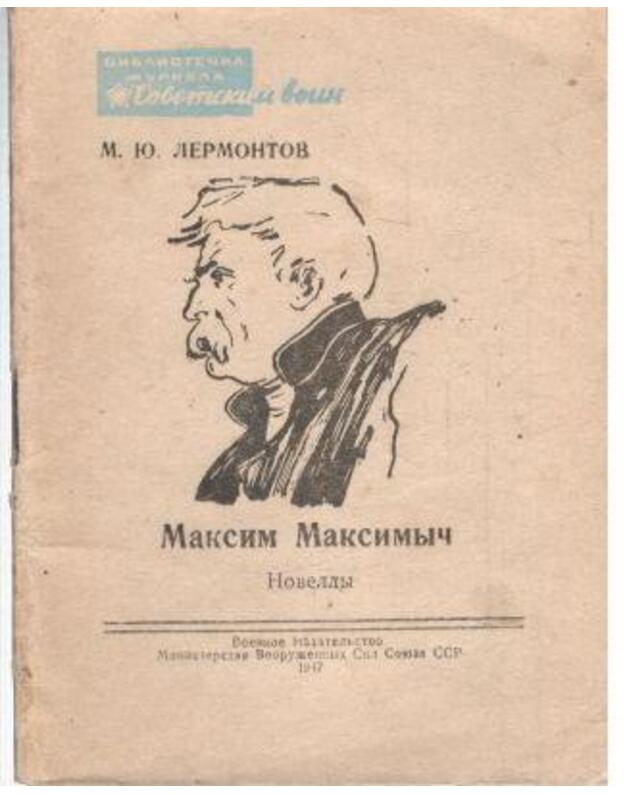 БИБЛИОТЕЧКА
ЖУРНАЛА
Советский воин
М. Ю. ЛЕРМОНТОВ
Максим Максимыч
Новеллы
Военное Издательство
Министерства Вооруженных Сил Союза ССР
1947